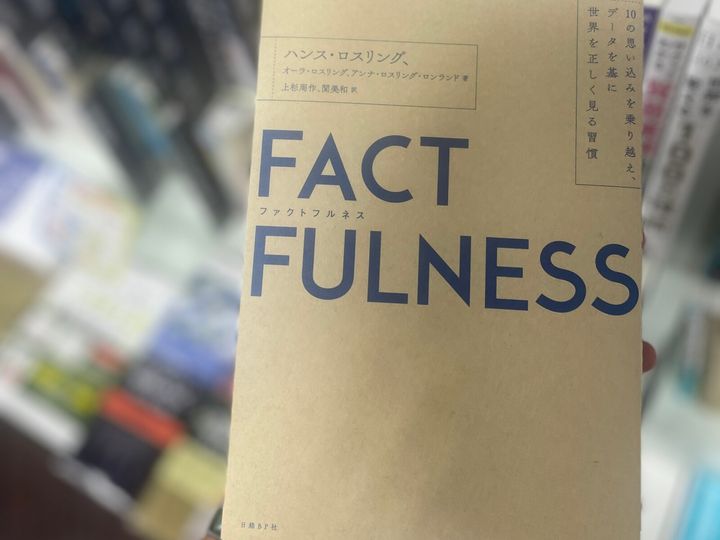 ハンス・ロスリング、
オーラ・ロスリング、アンナ・ロスリング・ロンランド 著
上杉周作、関美和 訳
10の思い込みを乗り越え、
データを基に
世界を正しく見る習慣
FACT
ファクトフルネス
FULNESS
日経BP社